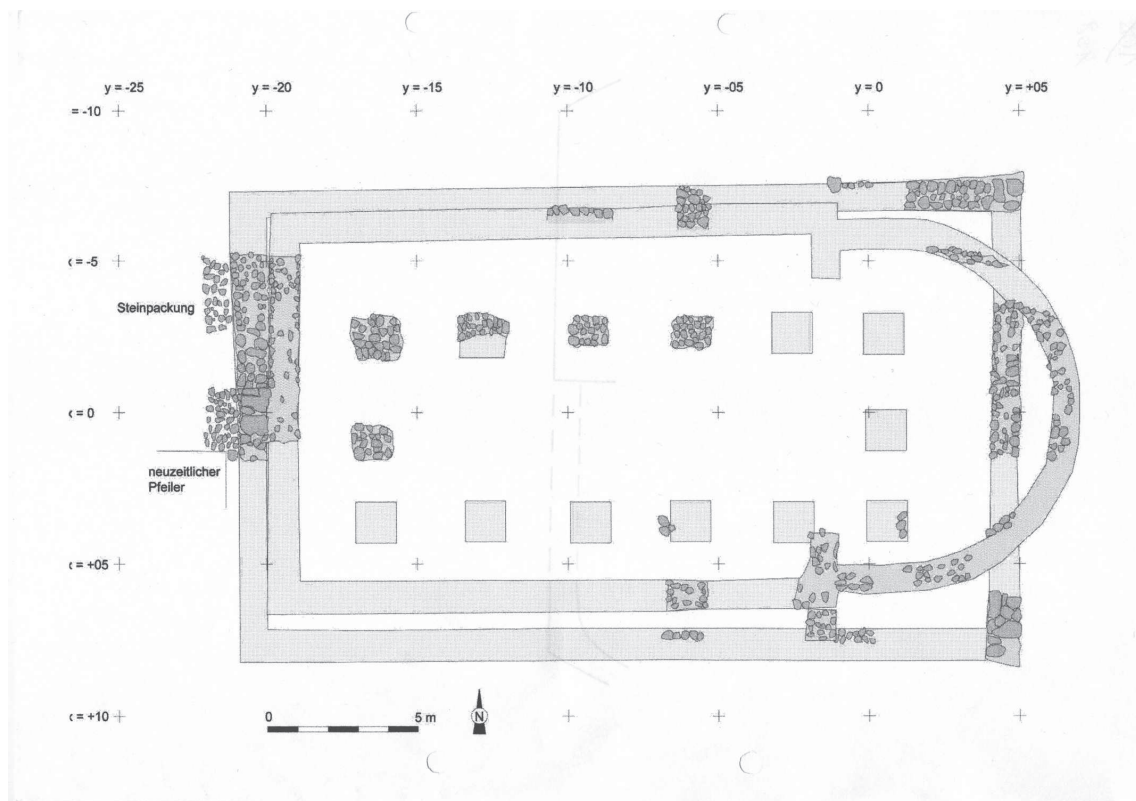 y = -25 y = -20 y = -15 y = -10 y = -05 y = 0 y = +05
= -10
= -5
Steinpackung
= 0
neuzeitlicher
Pfeiler
= +05
= +10
0 5 m
N